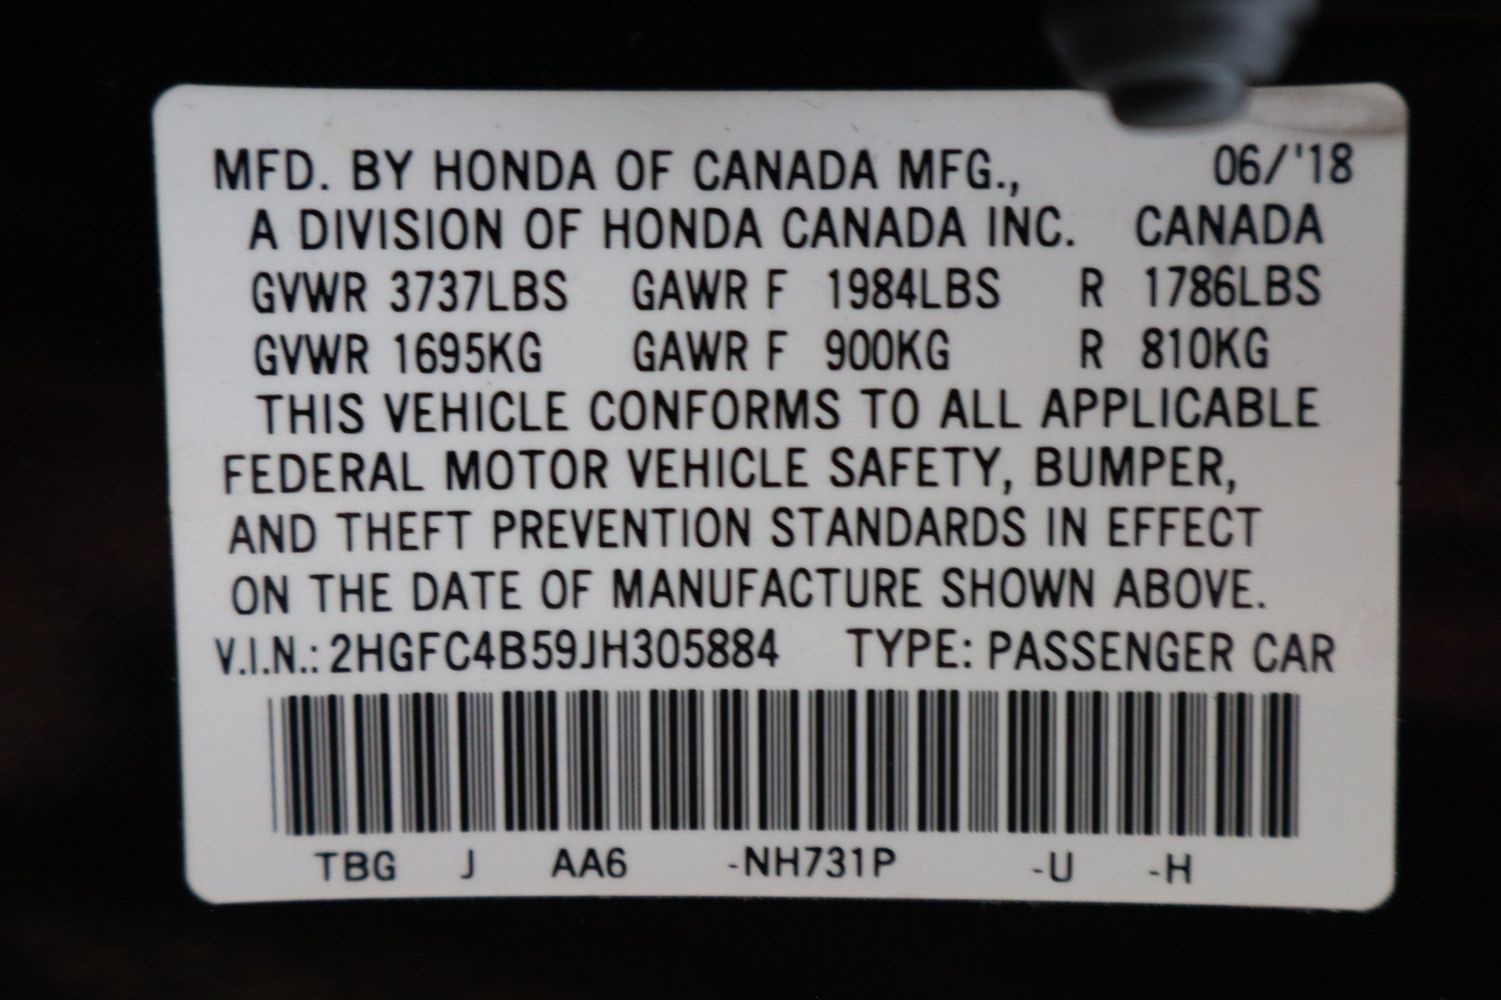 MFD. BY HONDA OF CANADA MFG., 06/'18
A DIVISION OF HONDA CANADA INC. CANADA
GVWR 3737LBS GAWR F 1984LBS R 1786LBS
GVWR 1695KG GAWR F 900KG R 810KG
THIS VEHICLE CONFORMS TO ALL APPLICABLE
FEDERAL MOTOR VEHICLE SAFETY, BUMPER,
AND THEFT PREVENTION STANDARDS IN EFFECT
ON THE DATE OF MANUFACTURE SHOWN ABOVE.
V.I.N.: 2HGFC4B59JH305884 TYPE: PASSENGER CAR
TBG J AA6 -NH731P -U -H